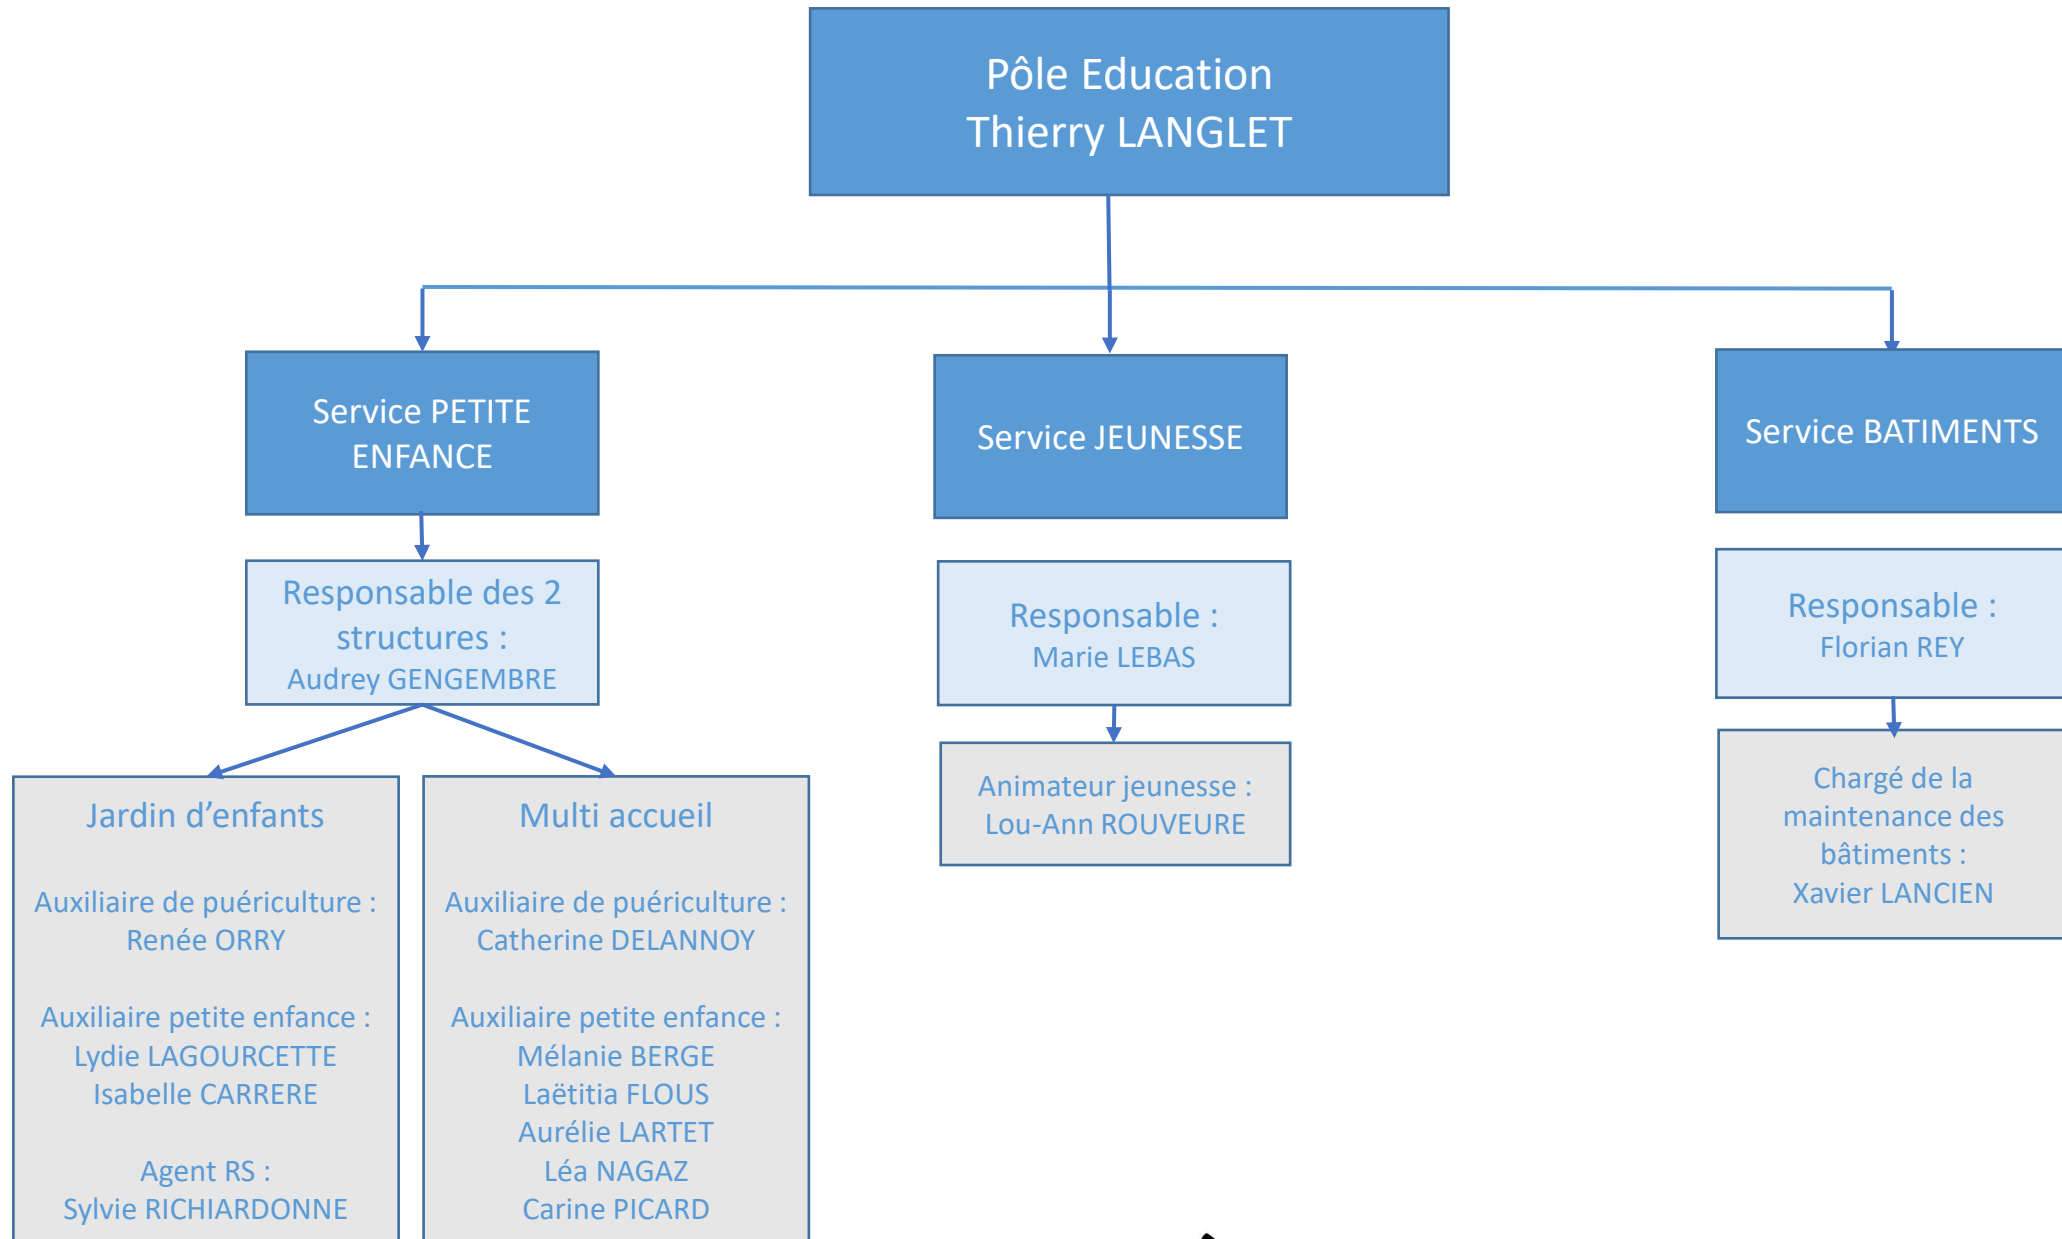 Pôle Education
Thierry LANGLET
Service PETITE
ENFANCE
Service JEUNESSE
Service BATIMENTS
Responsable des 2
structures :
Audrey GENGEMBRE
Responsable :
Marie LEBAS
Responsable :
Florian REY
Jardin d’enfants
Auxiliaire de puériculture :
Renée ORRY
Auxiliaire petite enfance :
Lydie LAGOURCETTE
Isabelle CARRERE
Agent RS :
Sylvie RICHIARDONNE
Multi accueil
Auxiliaire de puériculture :
Catherine DELANNOY
Auxiliaire petite enfance :
Mélanie BERGE
Laëtitia FLOUS
Aurélie LARTET
Léa NAGAZ
Carine PICARD
Animateur jeunesse :
Lou-Ann ROUVEURE
Chargé de la
maintenance des
bâtiments :
Xavier LANCIEN